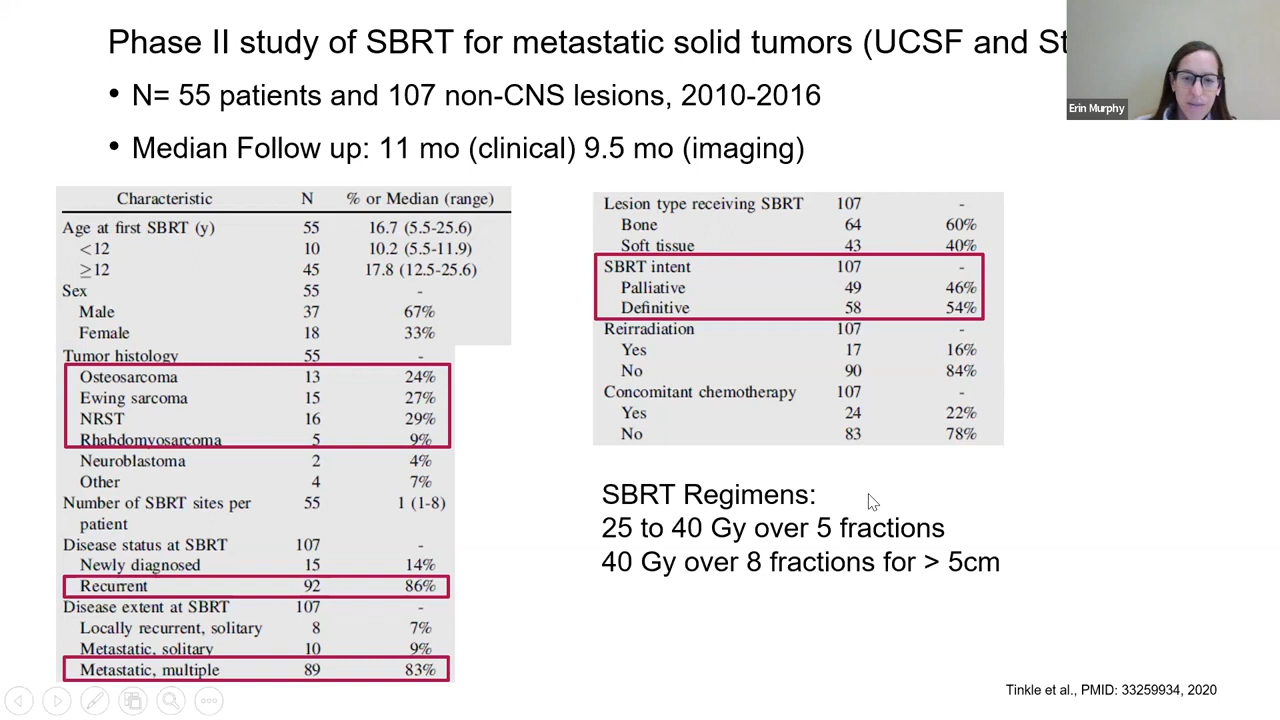 Phase II study of SBRT for metastatic solid tumors (UCSF and St
• N= 55 patients and 107 non-CNS lesions, 2010-2016
• Median Follow up: 11 mo (clinical) 9.5 mo (imaging)
Erin Murphy
Characteristic N % or Median (range)
Age at first SBRT (y) 55 16.7 (5.5-25.6)
<12 10 10.2 (5.5-11.9)
≥12 45 17.8 (12.5-25.6)
Sex 55 -
Male 37 67%
Female 18 33%
Tumor histology 55 -
Osteosarcoma 13 24%
Ewing sarcoma 15 27%
NRST 16 29%
Rhabdomyosarcoma 5 9%
Neuroblastoma 2 4%
Other 4 7%
Number of SBRT sites per 55 1 (1-8)
patient
Disease status at SBRT 107 -
Newly diagnosed 15 14%
Recurrent 92 86%
Disease extent at SBRT 107 -
Locally recurrent, solitary 8 7%
Metastatic, solitary 10 9%
Metastatic, multiple 89 83%
Lesion type receiving SBRT 107 -
Bone 64 60%
Soft tissue 43 40%
SBRT intent 107 -
Palliative 49 46%
Definitive 58 54%
Reirradiation 107 -
Yes 17 16%
No 90 84%
Concomitant chemotherapy 107 -
Yes 24 22%
No 83 78%
SBRT Regimens:
25 to 40 Gy over 5 fractions
40 Gy over 8 fractions for > 5cm
Tinkle et al., PMID: 33259934, 2020